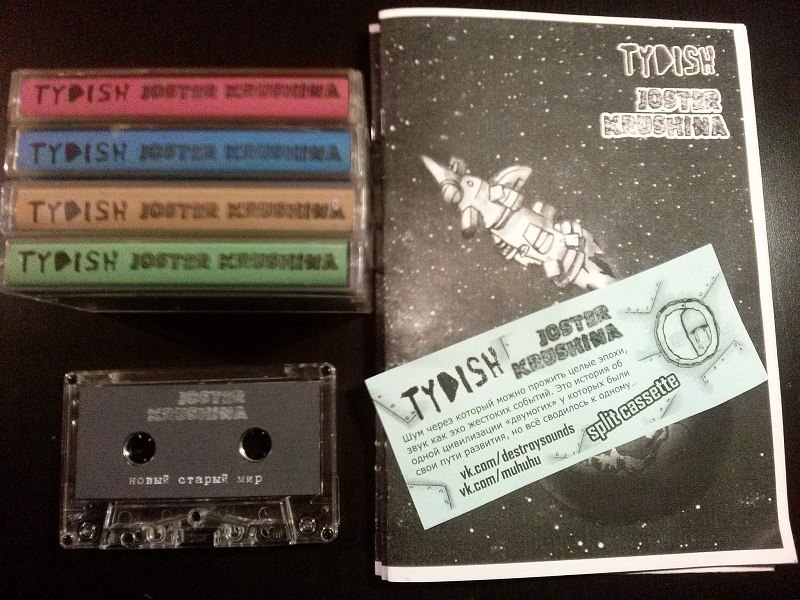 TYDISH JOSTER KRUSHINA
TYDISH JOSTER KRUSHINA
TYDISH JOSTER KRUSHINA
TYDISH JOSTER KRUSHINA
JOSTER
KRUSHINA
новый старый мир
TYDISH
JOSTER
KRUSHINA
TYDISH
JOSTER
KRUSHINA
Шум через который можно прожить целые эпохи,
звук как эхо жестоких событий. Это история об
одной цивилизации «двуногих» у которых были
свои пути развития, но всё сводилось к одному...
vk.com/destroysounds
vk.com/muhuhu
split cassette